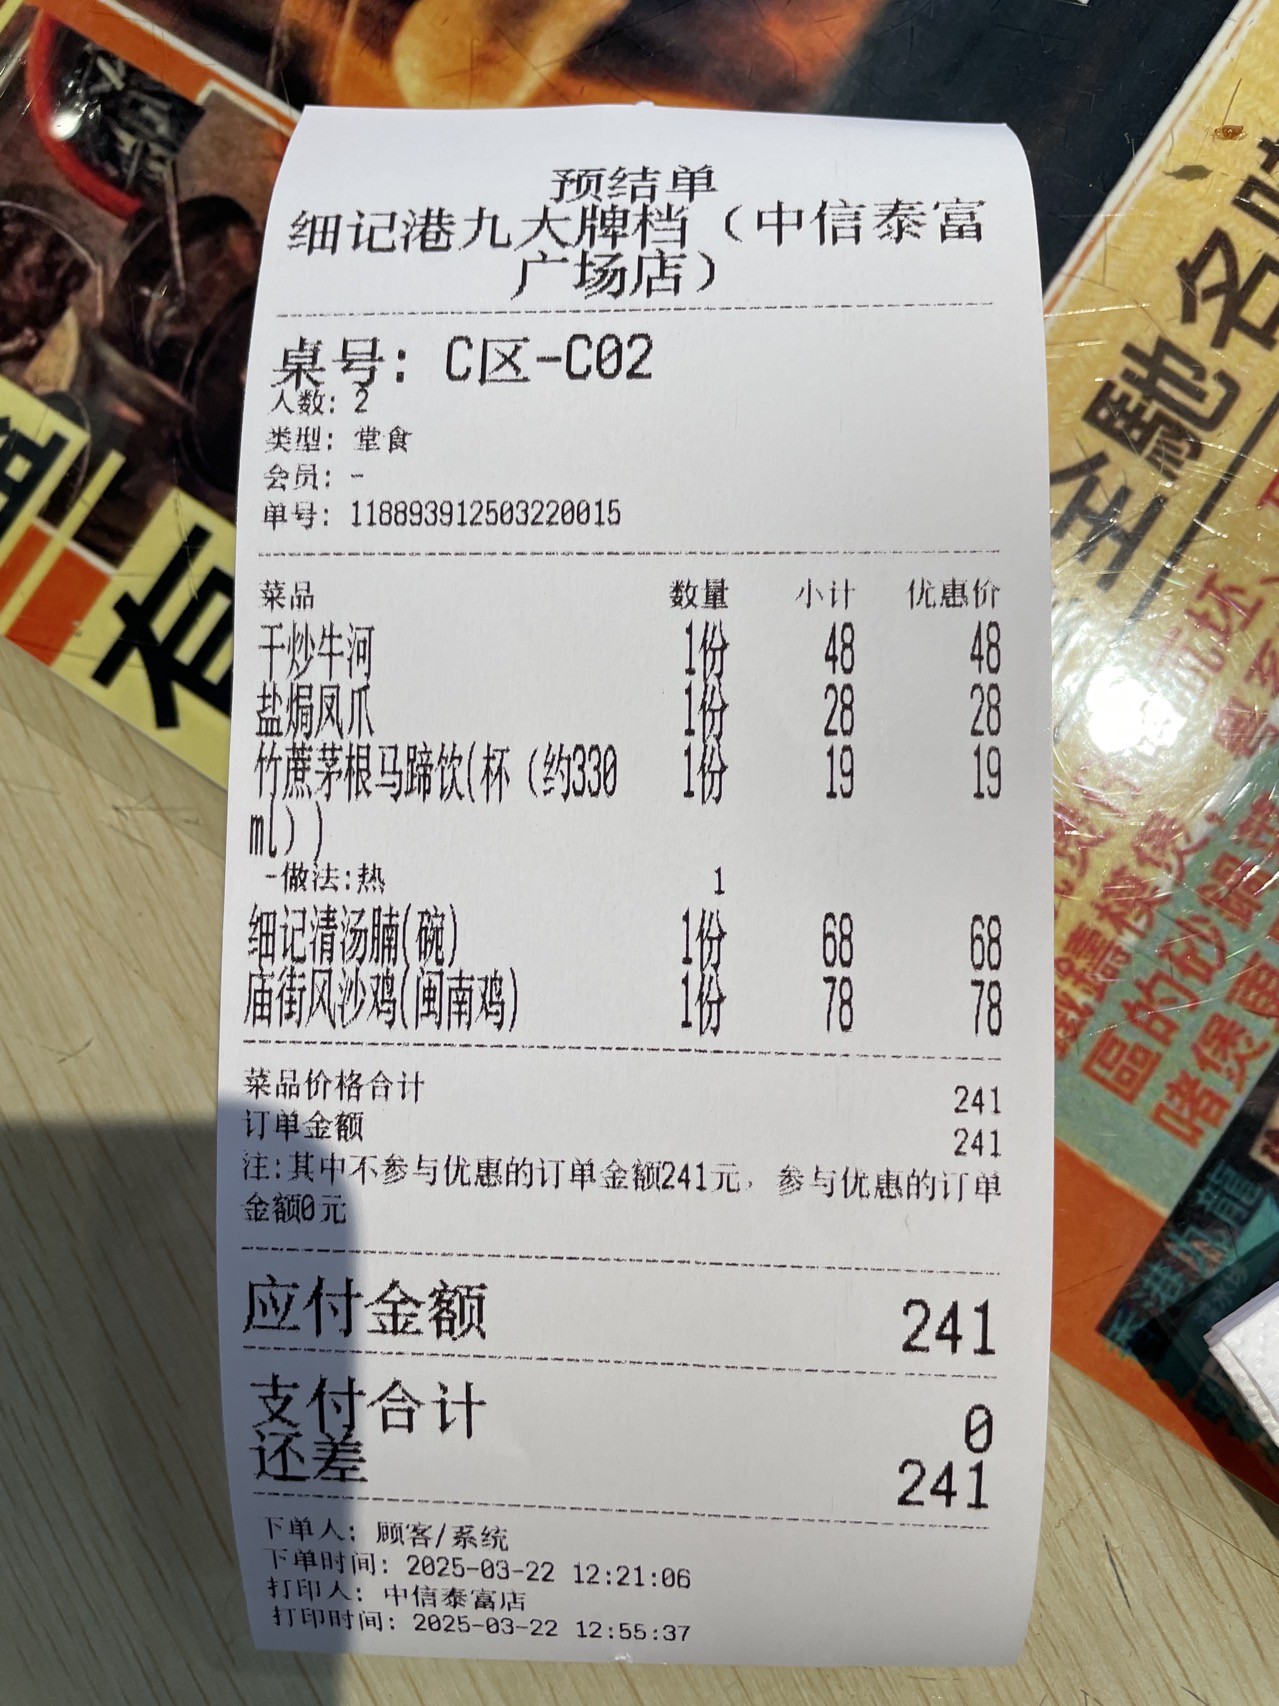 预结单
细记港九大牌档（中信泰富
广场店）
桌号: C区-C02
人数: 2
类型: 堂食
会员: -
单号: 118893912503220015
菜品 数量 小计 优惠价
干炒牛河 1份 48 48
盐焗凤爪 1份 28 28
竹蔗茅根马蹄饮(杯（约330 1份 19 19
ml）)
-做法:热 1
细记清汤腩(碗) 1份 68 68
庙街风沙鸡(闽南鸡) 1份 78 78
菜品价格合计 241
订单金额 241
注:其中不参与优惠的订单金额241元，参与优惠的订单
金额0元
应付金额 241
支付合计 0
还差 241
下单人: 顾客/系统
下单时间: 2025-03-22 12:21:06
打印人: 中信泰富店
打印时间: 2025-03-22 12:55:37
有
馳名